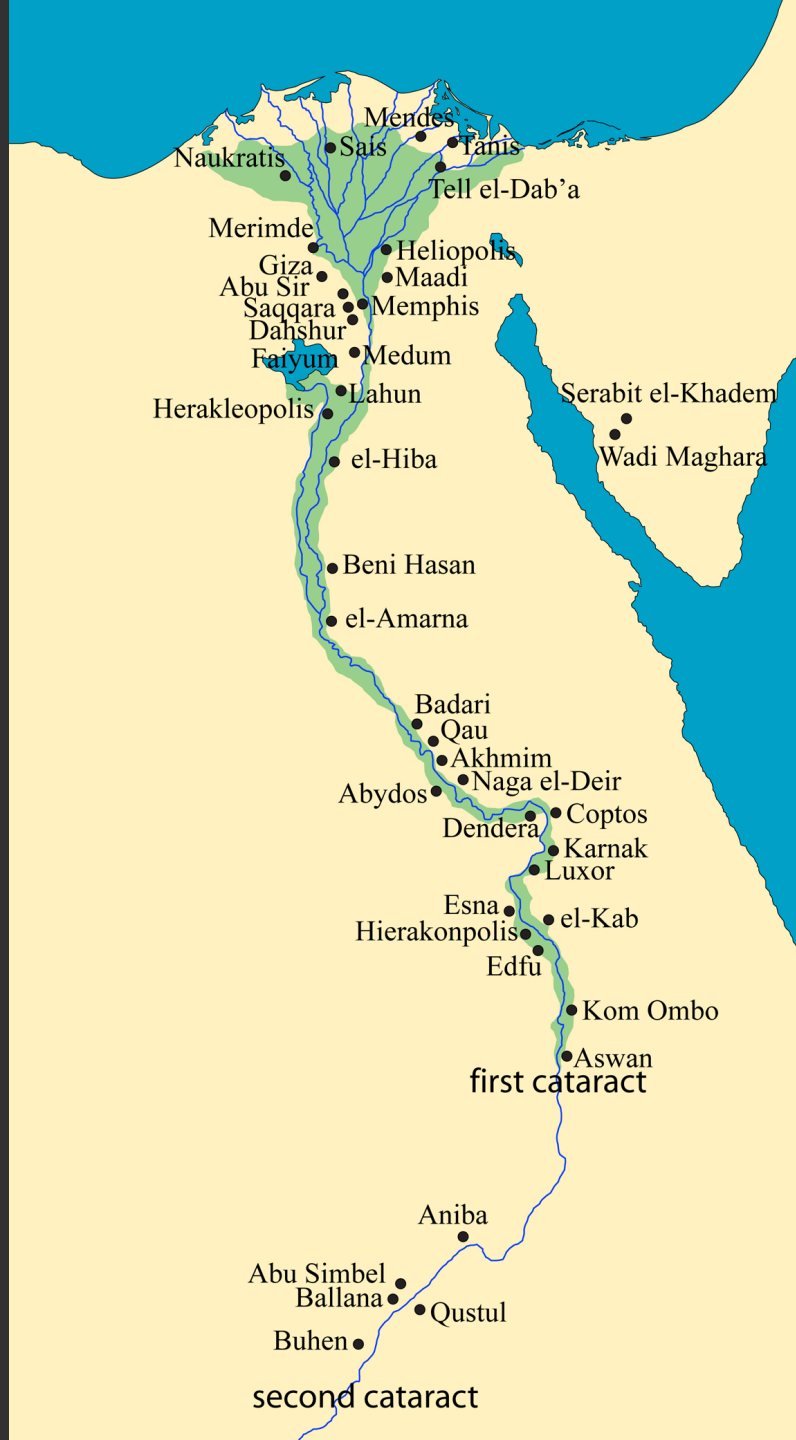 Mendes
Sais
Tanis
Naukratis
Tell el-Dab’a
Merimde
Heliopolis
Giza
Maadi
Abu Sir
Saqqara
Memphis
Dahshur
Faiyum
Medum
Lahun
Serabit el-Khadem
Herakleopolis
Wadi Maghara
el-Hiba
Beni Hasan
el-Amarna
Badari
Qau
Akhmim
Naga el-Deir
Abydos
Coptos
Dendera
Karnak
Luxor
Esna
el-Kab
Hierakonpolis
Edfu
Kom Ombo
Aswan
first cataract
Aniba
Abu Simbel
Ballana
Qustul
Buhen
second cataract